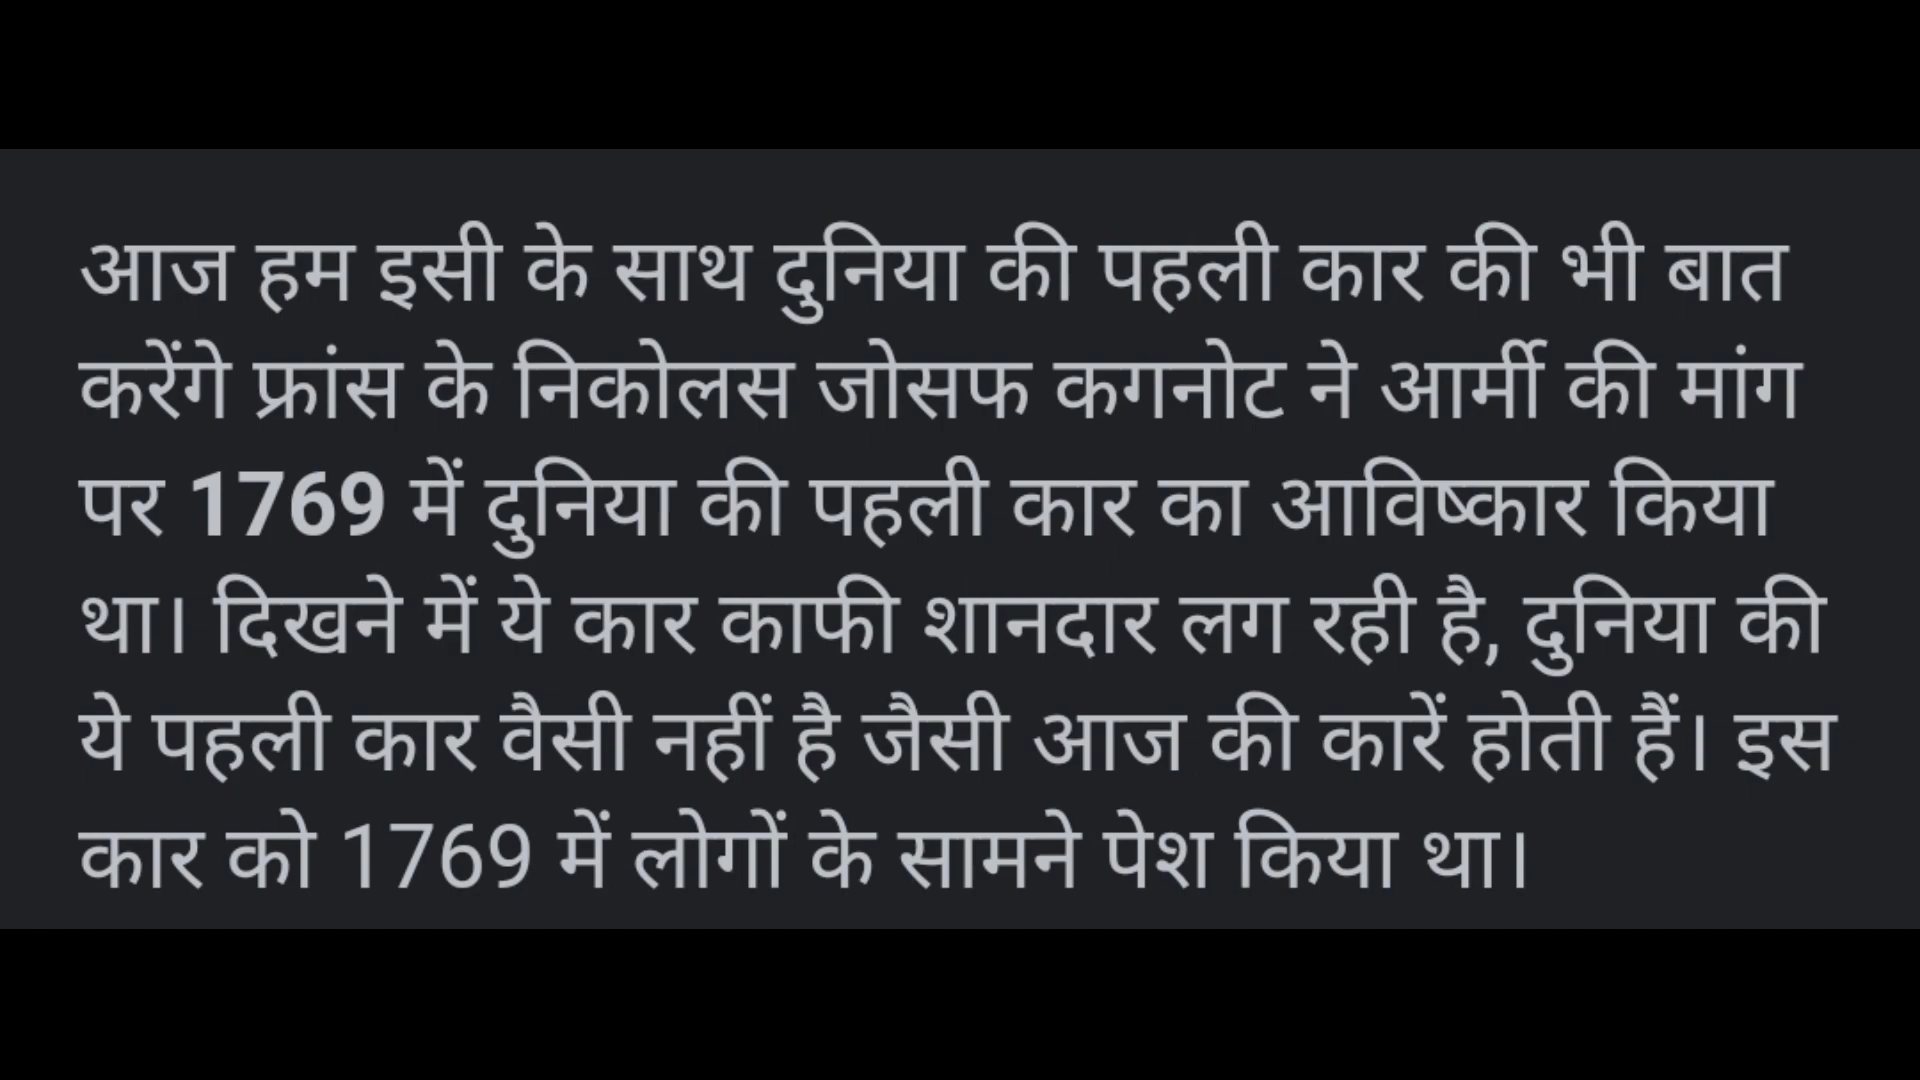 आज हम इसी के साथ दुनिया की पहली कार की भी बात
करेंगे फ्रांस के निकोलस जोसफ कगनोट ने आर्मी की मांग
पर 1769 में दुनिया की पहली कार का आविष्कार किया
था। दिखने में ये कार काफी शानदार लग रही है, दुनिया की
ये पहली कार वैसी नहीं है जैसी आज की कारें होती हैं। इस
कार को 1769 में लोगों के सामने पेश किया था।